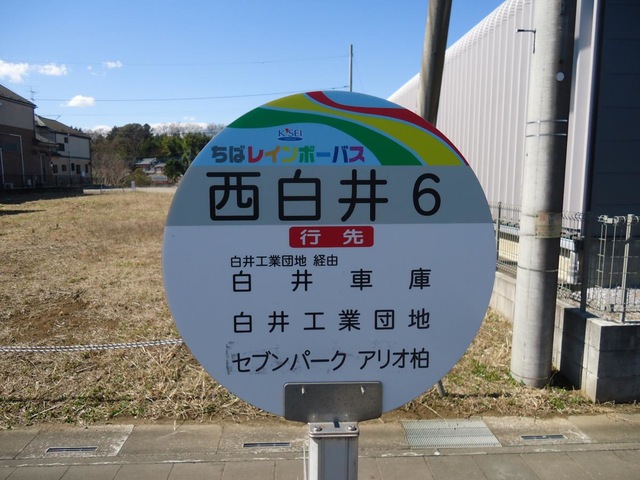 KSEI
ちばレインボーバス
西白井6
行先
白井工業団地 経由
白井車庫
白井工業団地
セブンパーク アリオ柏